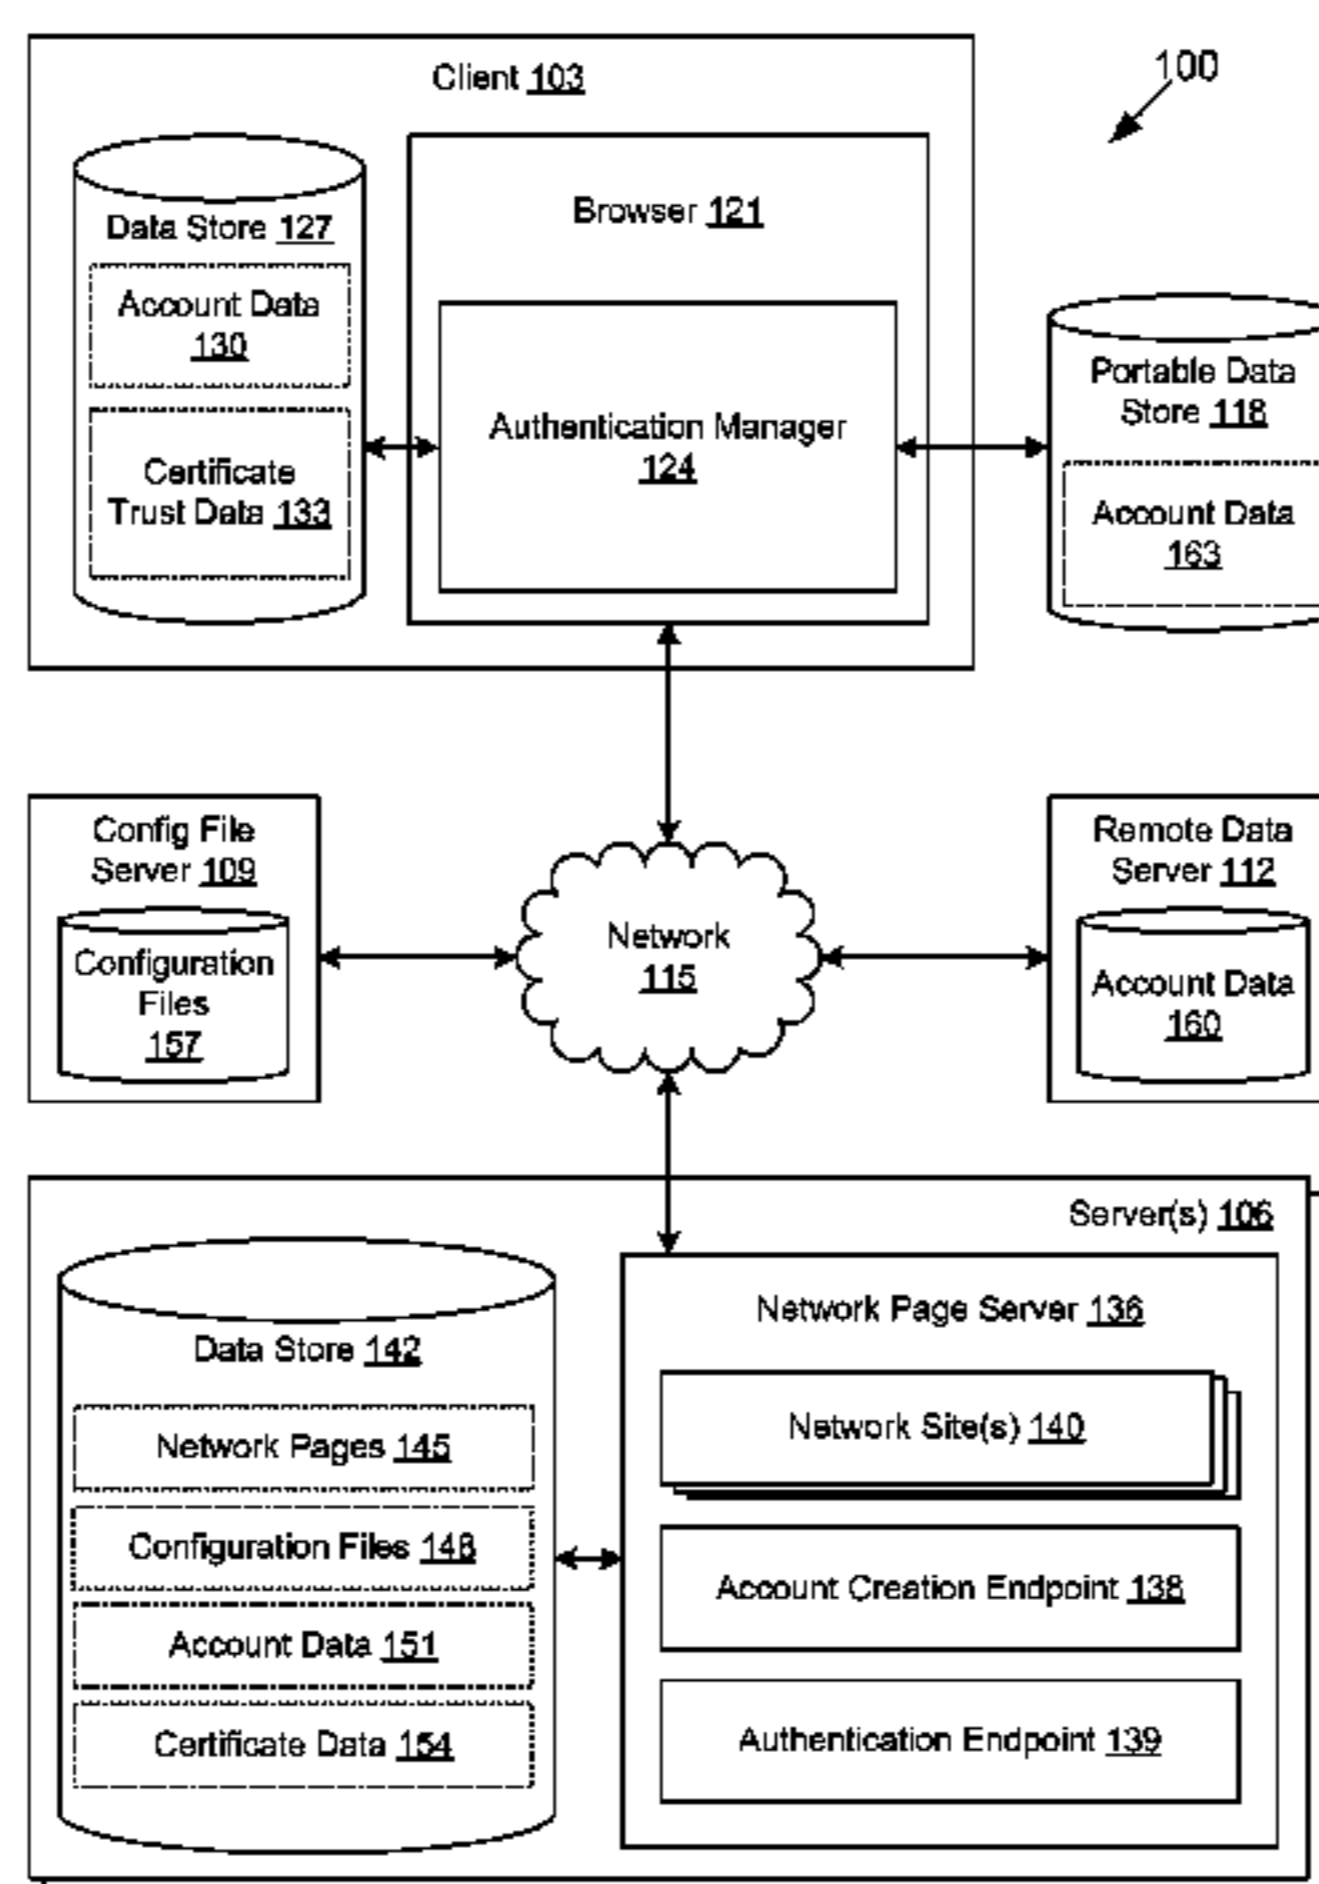 Client 103
100
Data Store 127
Account Data
130
Certificate
Trust Data 133
Browser 121
Authentication Manager
124
Portable Data
Store 118
Account Data
163
Config File
Server 109
Configuration
Files
157
Network
115
Remote Data
Server 112
Account Data
160
Server(s) 106
Data Store 142
Network Pages 145
Configuration Files 148
Account Data 151
Certificate Data 154
Network Page Server 136
Network Site(s) 140
Account Creation Endpoint 138
Authentication Endpoint 139